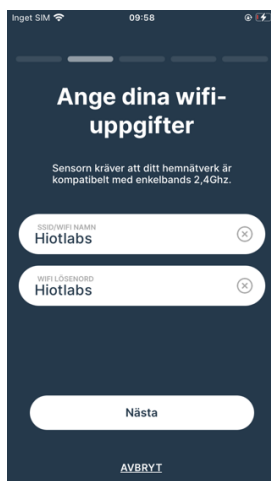 Inget SIM 09:58
Ange dina wifi-
uppgifter
Sensorn kräver att ditt hemnätverk är
kompatibelt med enkelbands 2,4Ghz.
SSID/WIFI NAMN
Hiotlabs
WIFI LÖSENORD
Hiotlabs
Nästa
AVBRYT